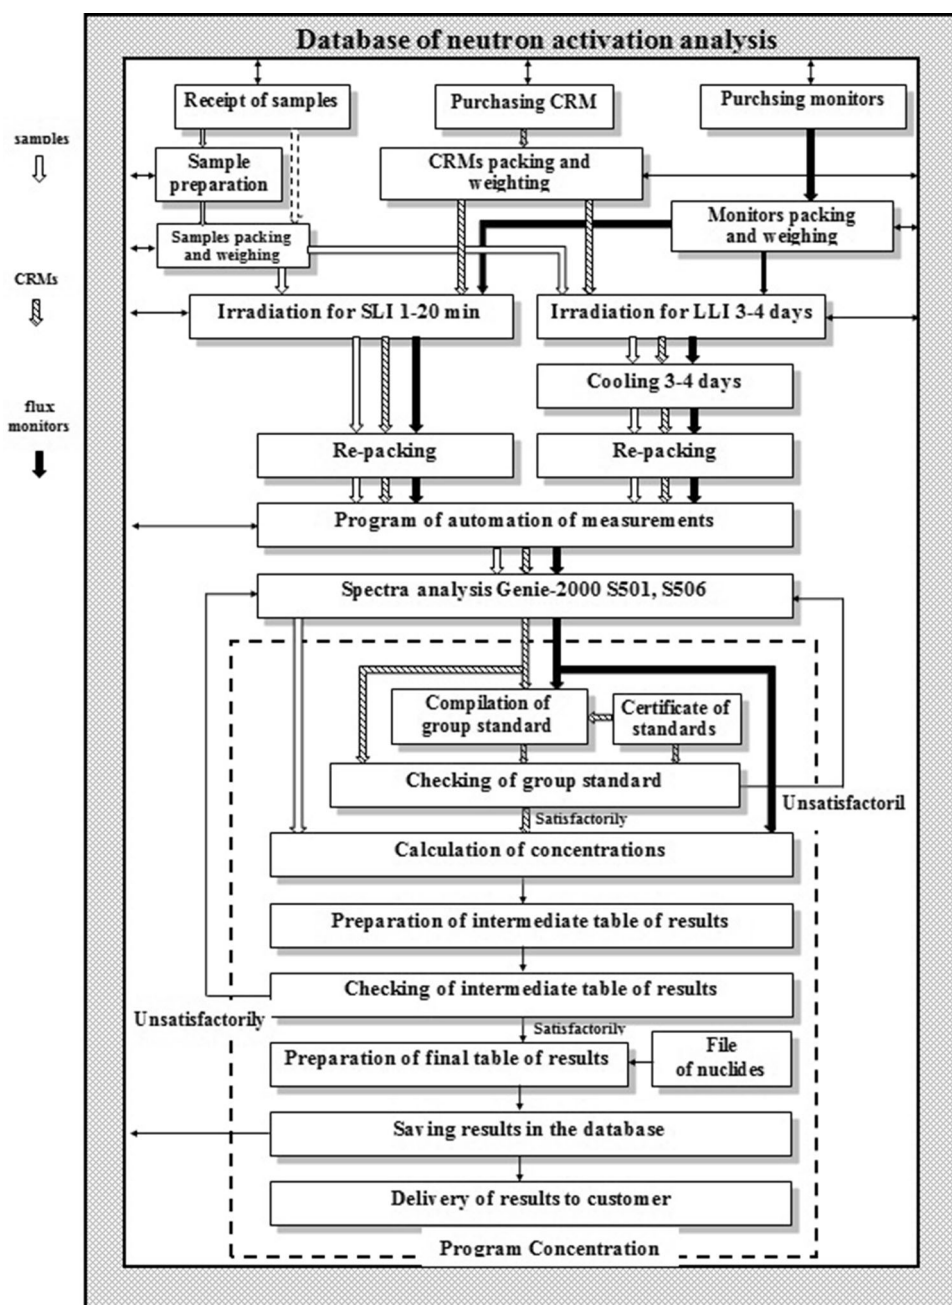 Database of neutron activation analysis
Receipt of samples
Purchasing CRM
Purchsing monitors
samples
Sample
preparation
CRMs packing and
weighting
Samples packing
and weighing
Monitors packing
and weighing
CRMs
Irradiation for SLI 1-20 min
Irradiation for LLI 3-4 days
Cooling 3-4 days
flux
monitors
Re-packing
Re-packing
Program of automation of measurements
Spectra analysis Genie-2000 S501, S506
Compilation of
group standard
Certificate of
standards
Checking of group standard
Unsatisfactoril
Satisfactorily
Calculation of concentrations
Preparation of intermediate table of results
Checking of intermediate table of results
Unsatisfactorily
Satisfactorily
Preparation of final table of results
File
of nuclides
Saving results in the database
Delivery of results to customer
Program Concentration